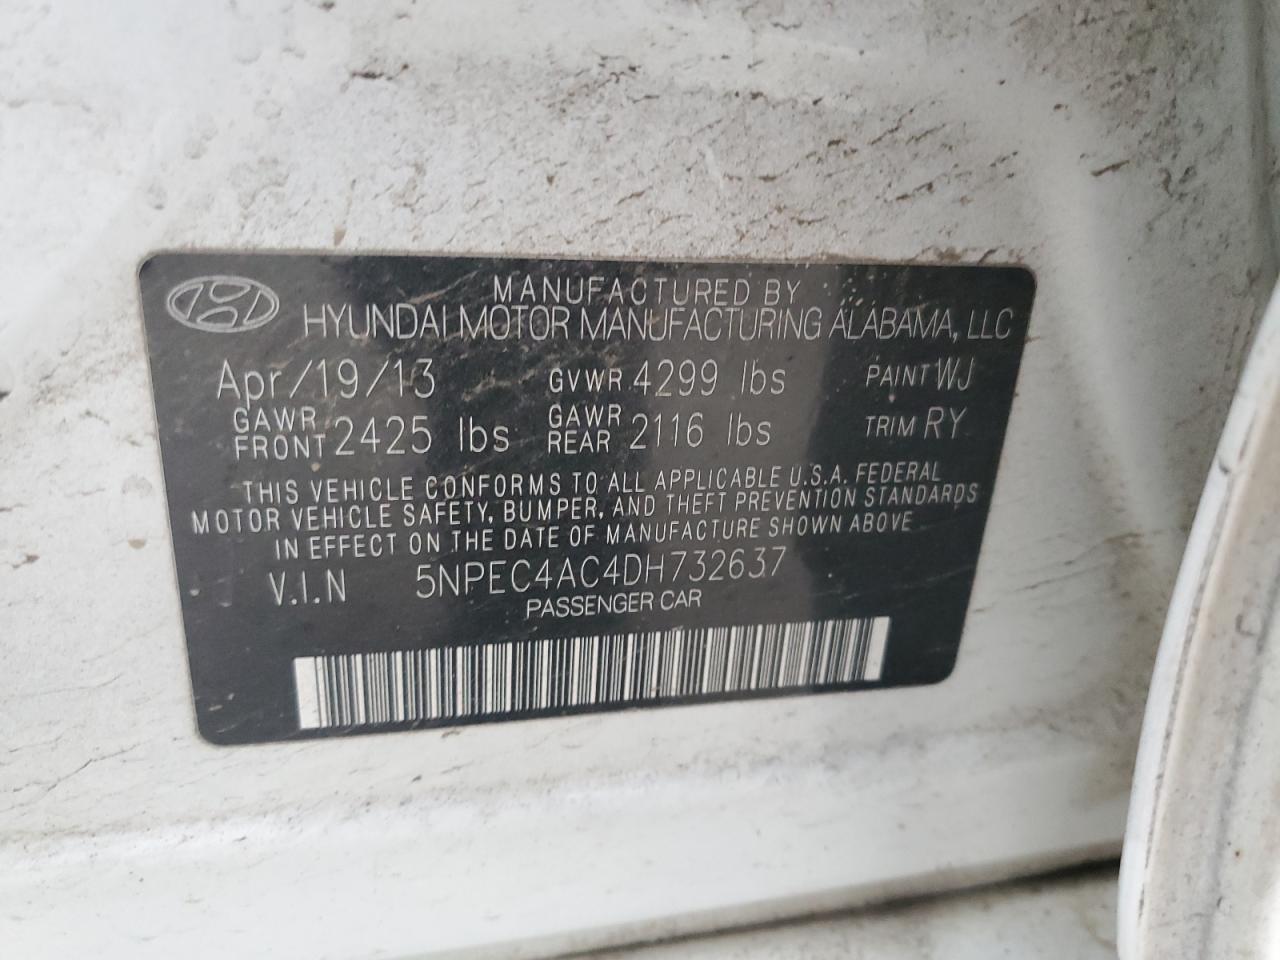 MANUFACTURED BY
HYUNDAI MOTOR MANUFACTURING ALABAMA, LLC
Apr/19/13 GVWR 4299 lbs PAINT WJ
GAWR FRONT 2425 lbs GAWR REAR 2116 lbs TRIM RY
THIS VEHICLE CONFORMS TO ALL APPLICABLE U.S.A. FEDERAL
MOTOR VEHICLE SAFETY, BUMPER, AND THEFT PREVENTION STANDARDS
IN EFFECT ON THE DATE OF MANUFACTURE SHOWN ABOVE
V.I.N 5NPEC4AC4DH732637
PASSENGER CAR